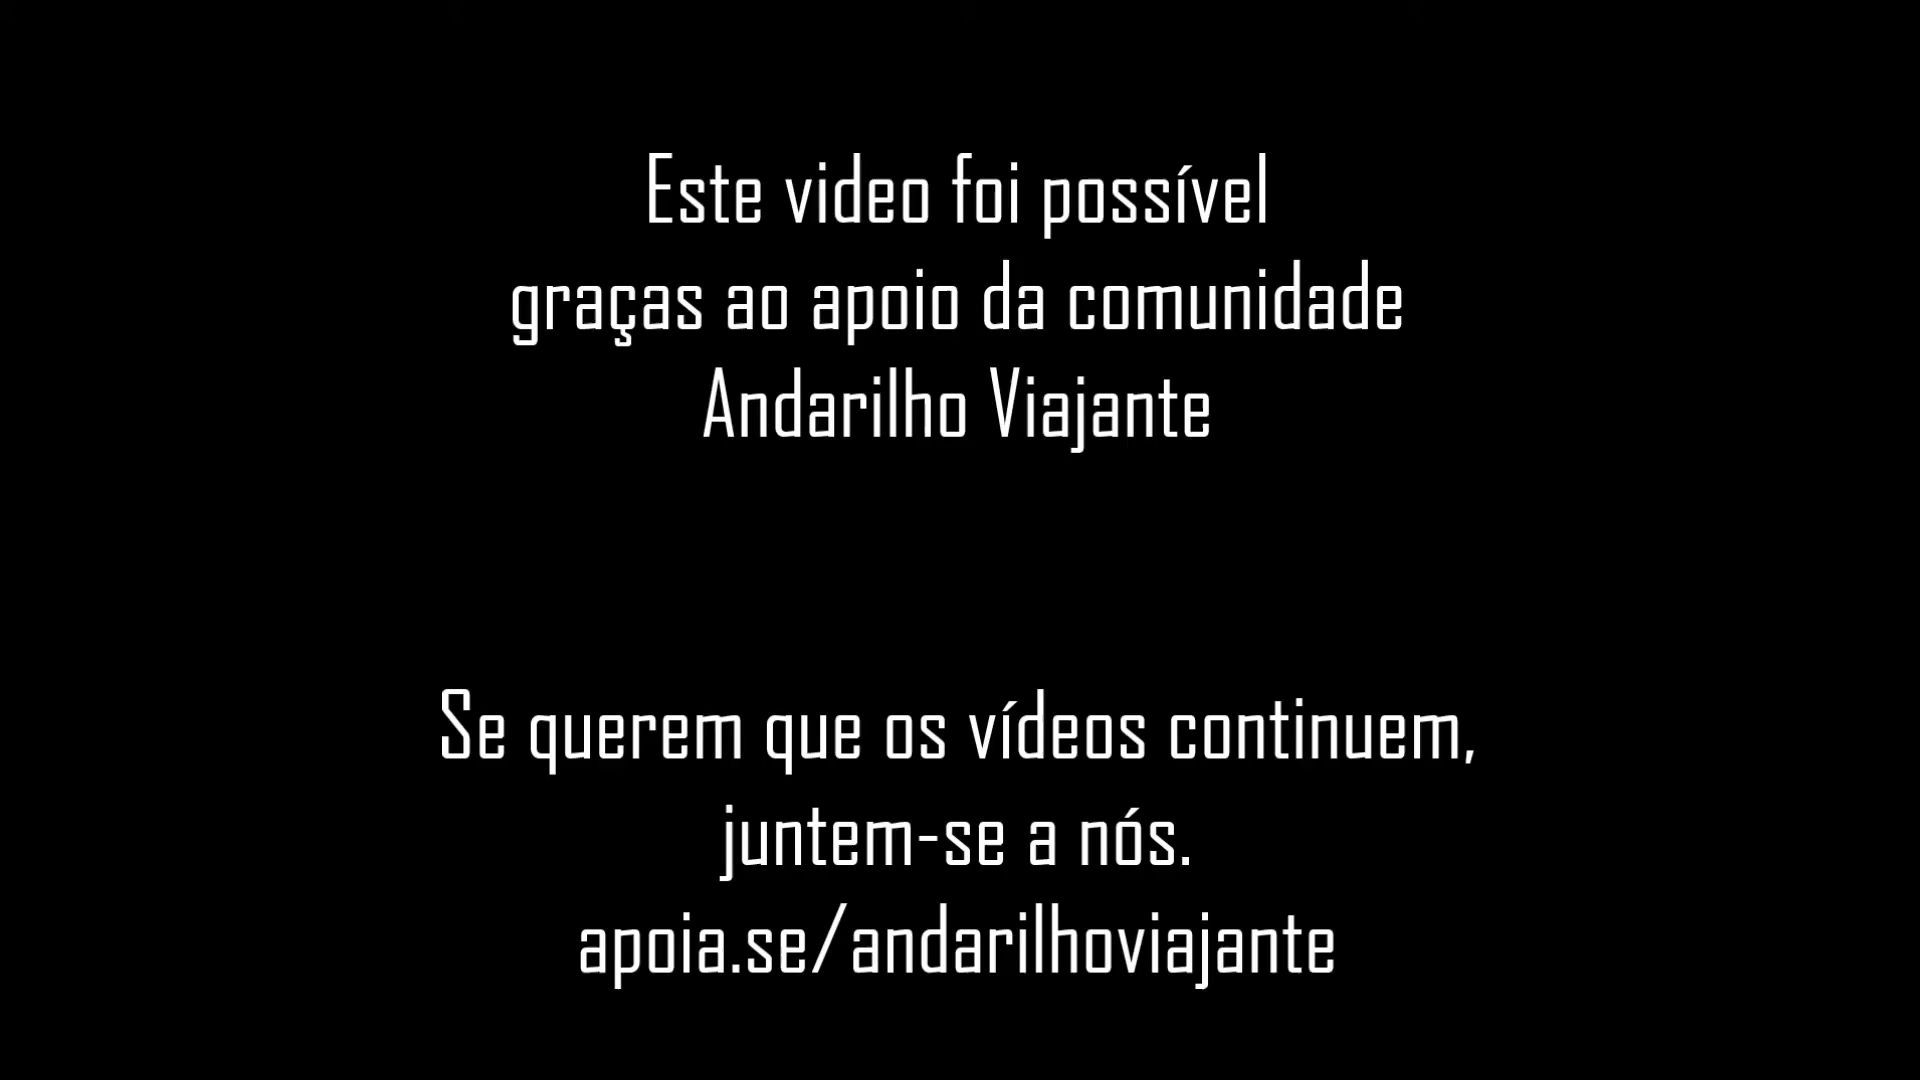 Este video foi possível
graças ao apoio da comunidade
Andarilho Viajante
Se querem que os vídeos continuem,
juntem-se a nós.
apoia.se/andarilhoviajante